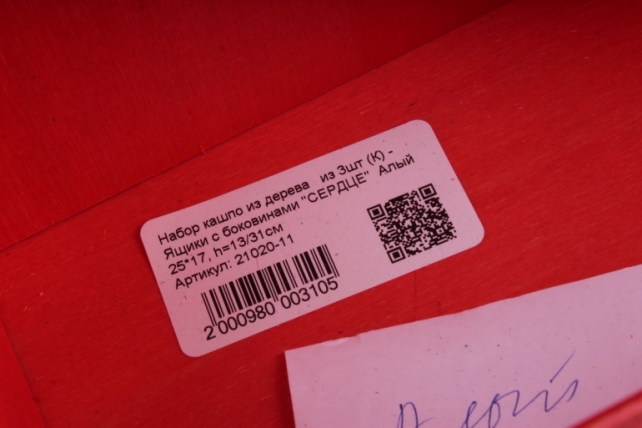 Набор кашпо из дерева из 3шт (К) -
Ящики с боковинами "СЕРДЦЕ" Алый
25*17, h=13/31см
Артикул: 21020-11
2 000980 003105